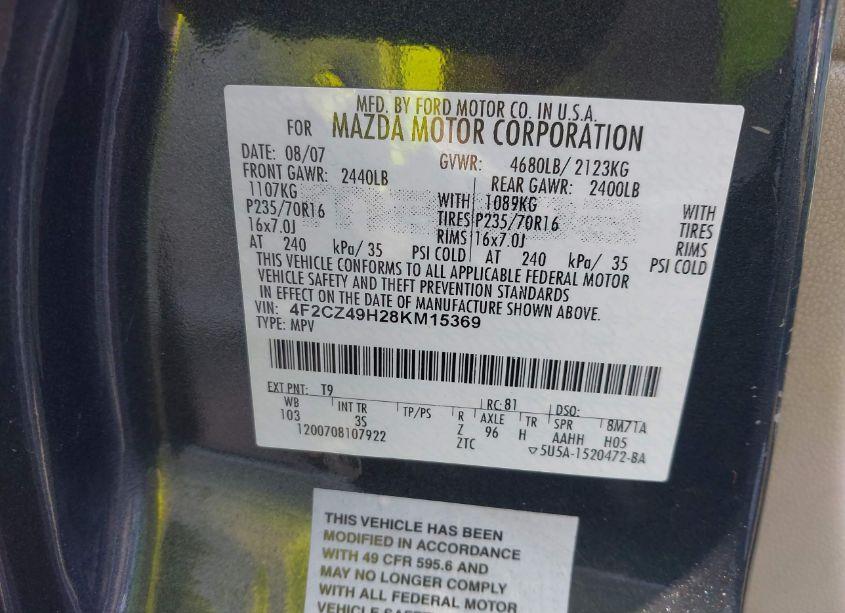 MFD. BY FORD MOTOR CO. IN U.S.A.
FOR MAZDA MOTOR CORPORATION
DATE: 08/07 GVWR: 4680LB/ 2123KG
FRONT GAWR: 2440LB REAR GAWR: 2400LB
1107KG WITH 1089KG WITH
P235/70R16 TIRES P235/70R16 TIRES
16x7.0J RIMS 16x7.0J RIMS
AT 240 kPa/ 35 PSI COLD AT 240 kPa/ 35 PSI COLD
THIS VEHICLE CONFORMS TO ALL APPLICABLE FEDERAL MOTOR
VEHICLE SAFETY AND THEFT PREVENTION STANDARDS
IN EFFECT ON THE DATE OF MANUFACTURE SHOWN ABOVE.
VIN: 4F2CZ49H28KM15369
TYPE: MPV
EXT PNT: T9 RC: 81 DSO:
WB INT TR TP/PS R AXLE TR SPR BM7TA
103 3S Z 96 H AAHH H05
1200708107922 ZTC ▽5U5A-1520472-BA
THIS VEHICLE HAS BEEN
MODIFIED IN ACCORDANCE
WITH 49 CFR 595.6 AND
MAY NO LONGER COMPLY
WITH ALL FEDERAL MOTOR
VEHICLE